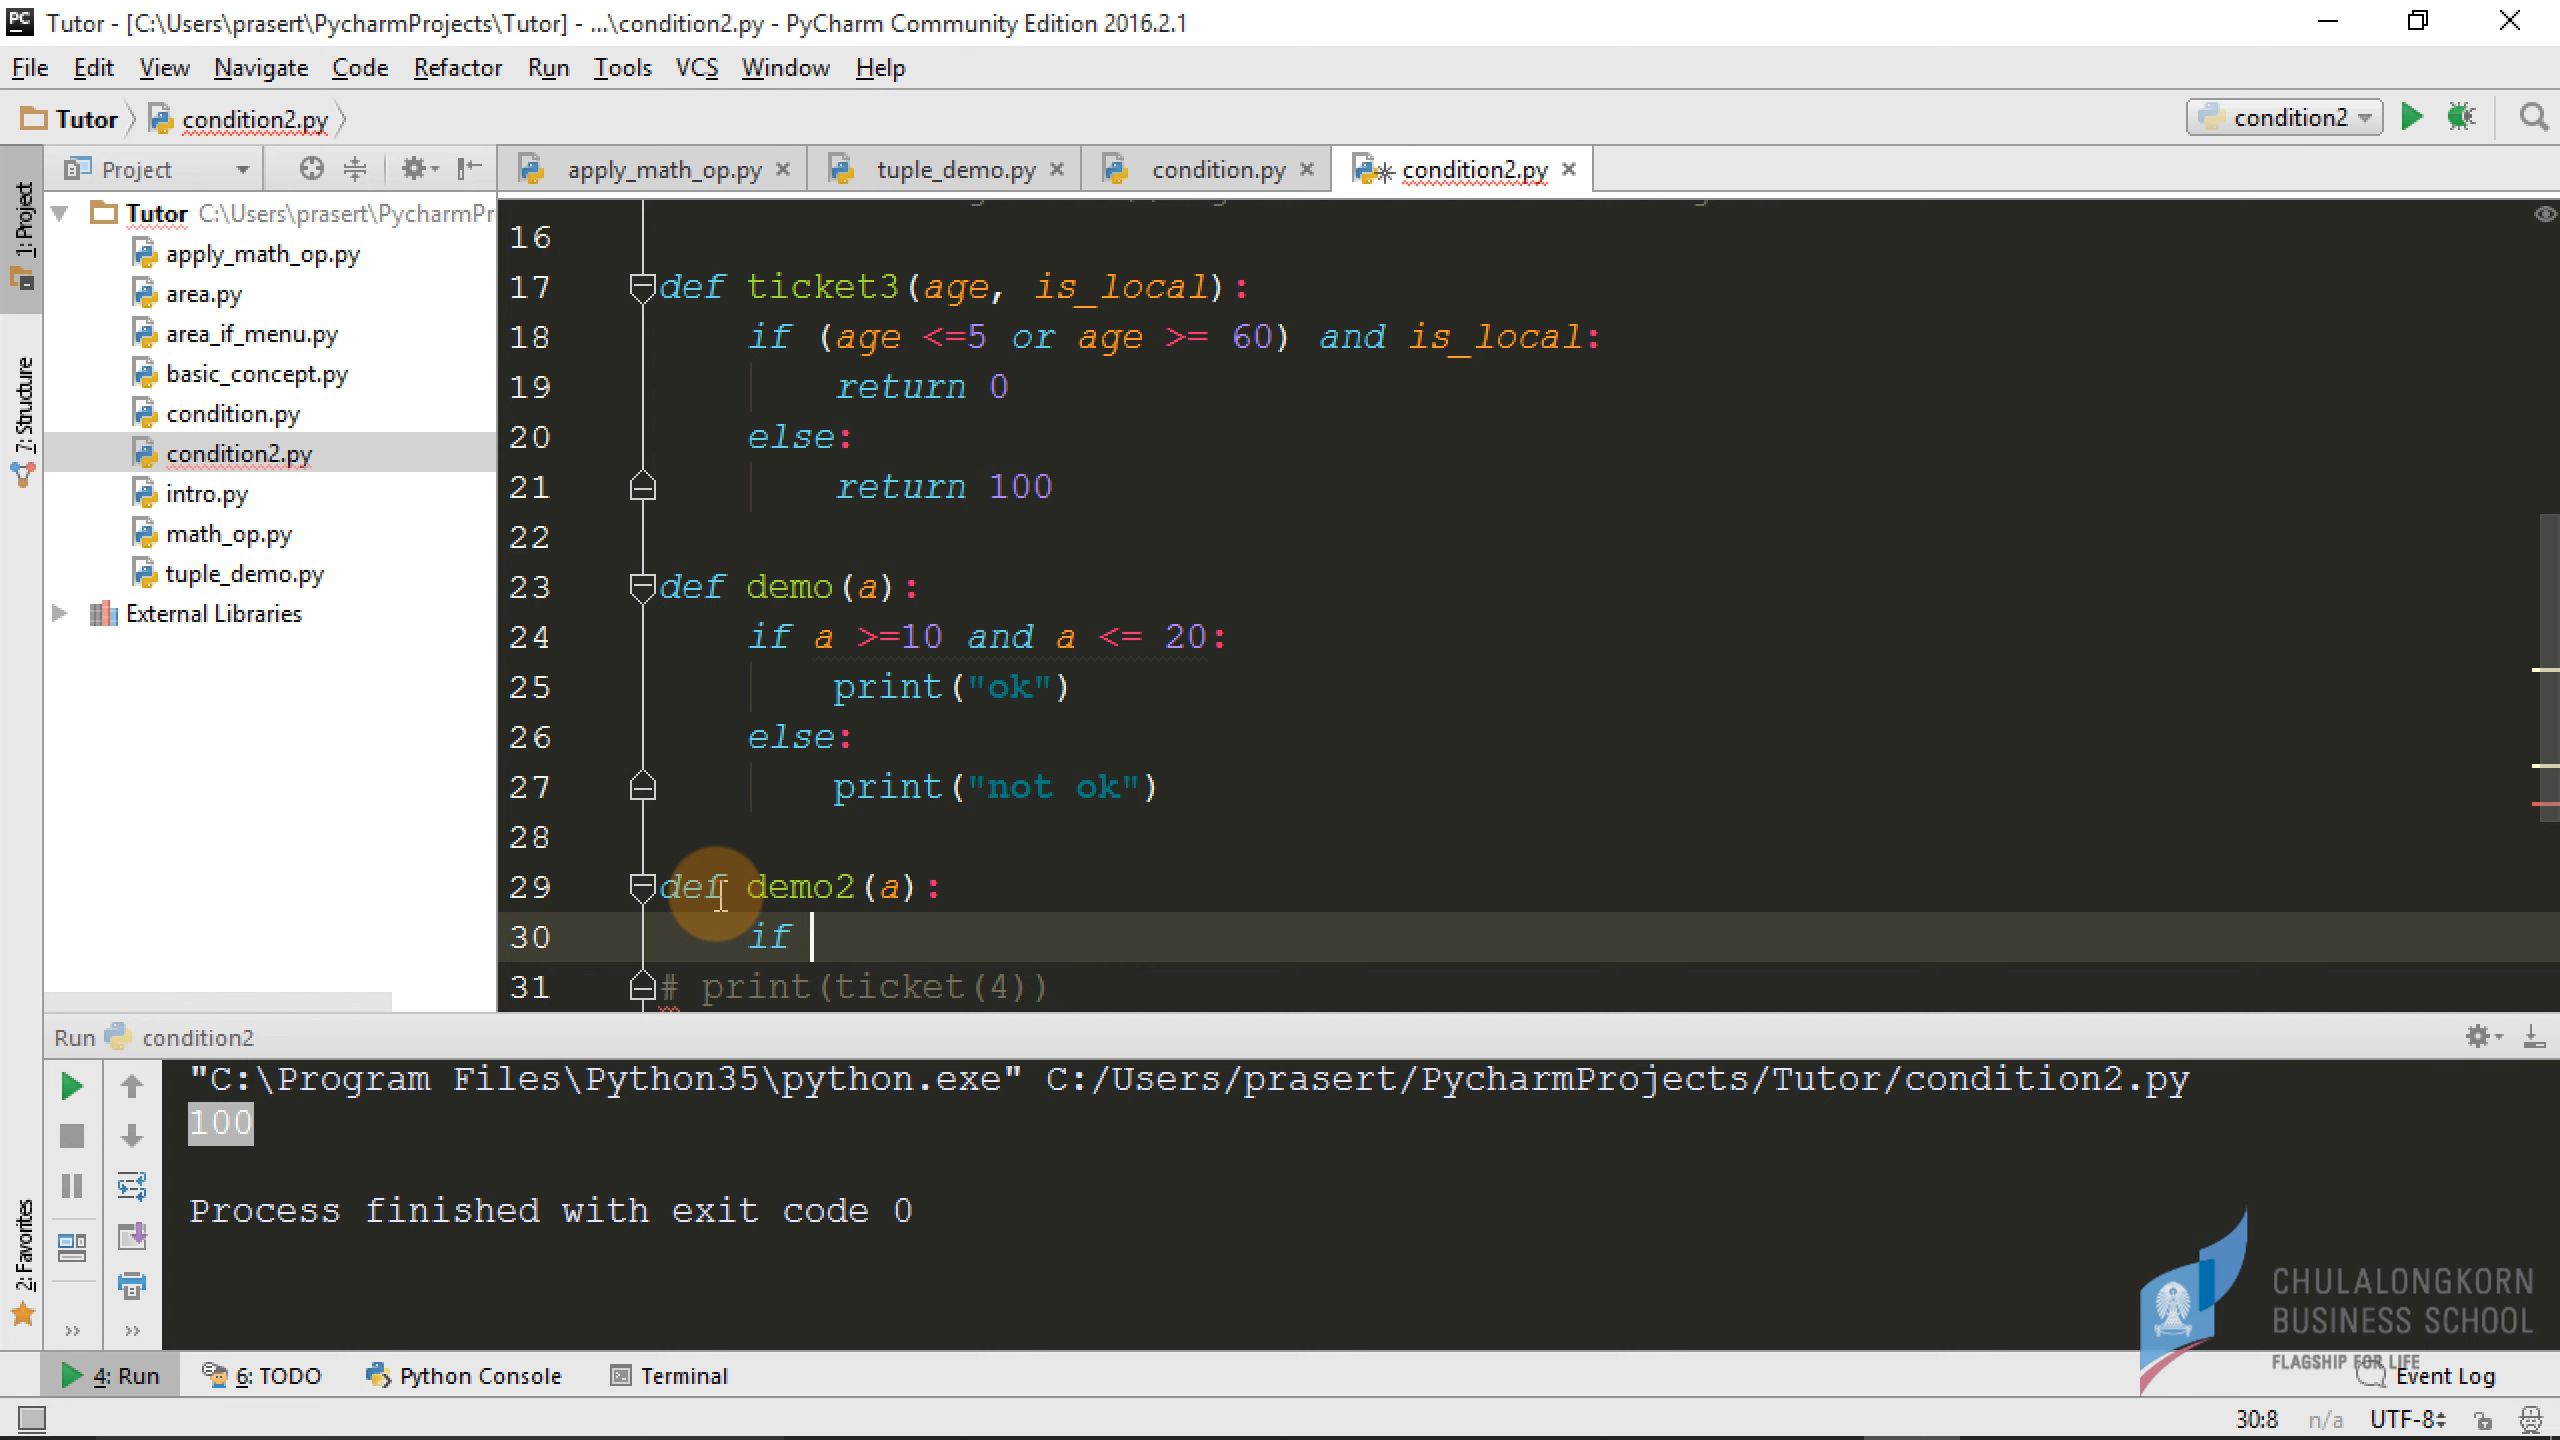 Tutor - [C:\Users\prasert\PycharmProjects\Tutor] - ...\condition2.py - PyCharm Community Edition 2016.2.1
File Edit View Navigate Code Refactor Run Tools VCS Window Help
Tutor condition2.py
condition2
1: Project
7: Structure
2: Favorites
Project
apply_math_op.py tuple_demo.py condition.py condition2.py
Tutor C:\Users\prasert\PycharmPr
apply_math_op.py
area.py
area_if_menu.py
basic_concept.py
condition.py
condition2.py
intro.py
math_op.py
tuple_demo.py
External Libraries
16
17 def ticket3(age, is_local):
18 if (age <=5 or age >= 60) and is_local:
19 return 0
20 else:
21 return 100
22
23 def demo(a):
24 if a >=10 and a <= 20:
25 print("ok")
26 else:
27 print("not ok")
28
29 def demo2(a):
30 if
31 # print(ticket(4))
Run condition2
"C:\Program Files\Python35\python.exe" C:/Users/prasert/PycharmProjects/Tutor/condition2.py
100
Process finished with exit code 0
CHULALONGKORN
BUSINESS SCHOOL
FLAGSHIP FOR LIFE
4: Run 6: TODO Python Console Terminal Event Log
30:8 n/a UTF-8